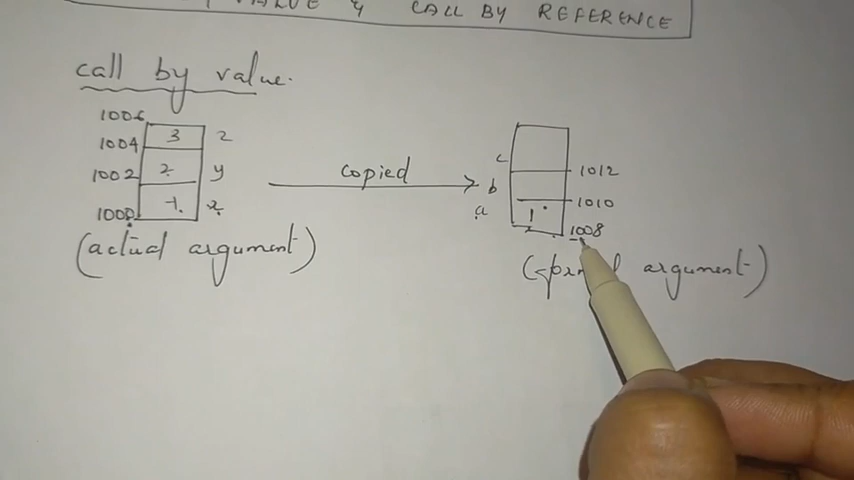 VALUE & CALL BY REFERENCE
call by value.
1006
1004 3 z
1002 2 y
1000 1 x
copied
c 1012
b 1010
a 1 1008
(actual argument)
argument)